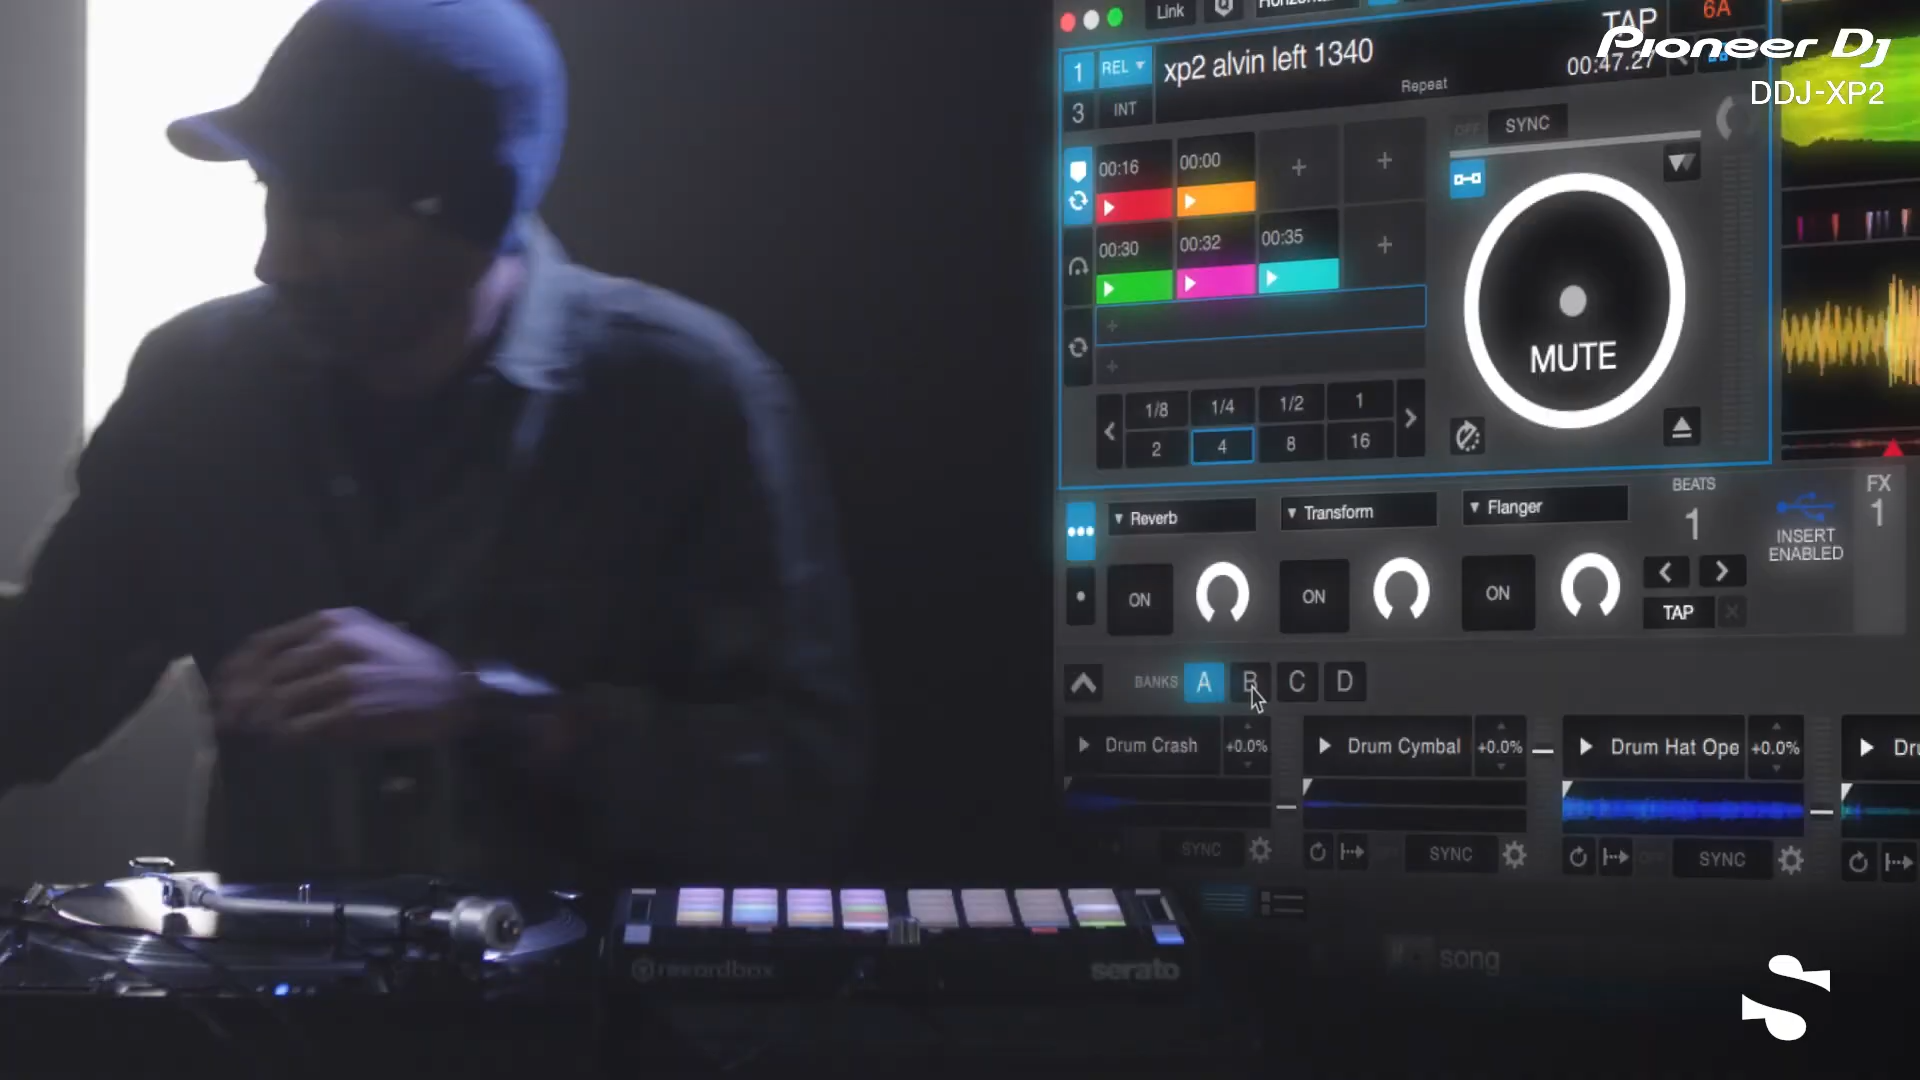 Link
TAP
6A
Pioneer Dj
DDJ-XP2
1
REL
xp2 alvin left 1340
00:47.27
3
INT
Repeat
OFF
SYNC
00:16
00:00
+
+
00:30
00:32
00:35
+
+
+
MUTE
1/8
1/4
1/2
1
2
4
8
16
Reverb
Transform
Flanger
BEATS
1
FX
1
INSERT
ENABLED
ON
ON
ON
TAP
BANKS
A
B
C
D
Drum Crash
+0.0%
Drum Cymbal
+0.0%
Drum Hat Ope
+0.0%
SYNC
SYNC
SYNC
rekordbox
serato
song